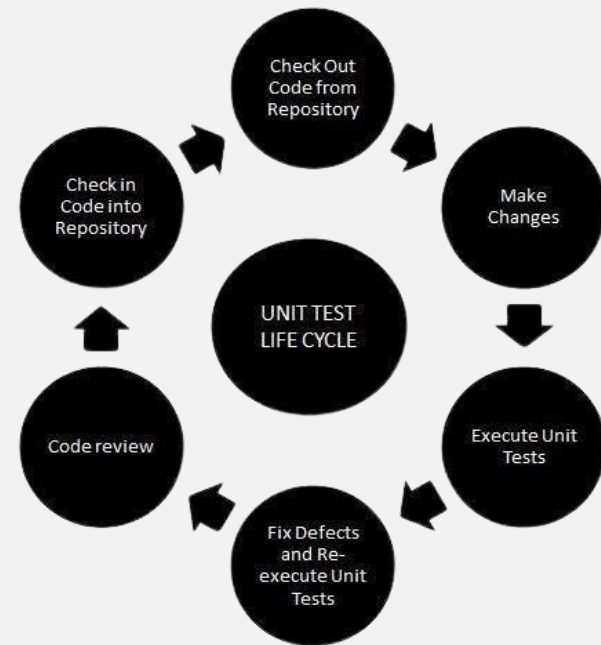 Check Out
Code from
Repository
Make
Changes
Execute Unit
Tests
Fix Defects
and Re-
execute Unit
Tests
Code review
Check in
Code into
Repository
UNIT TEST
LIFE CYCLE